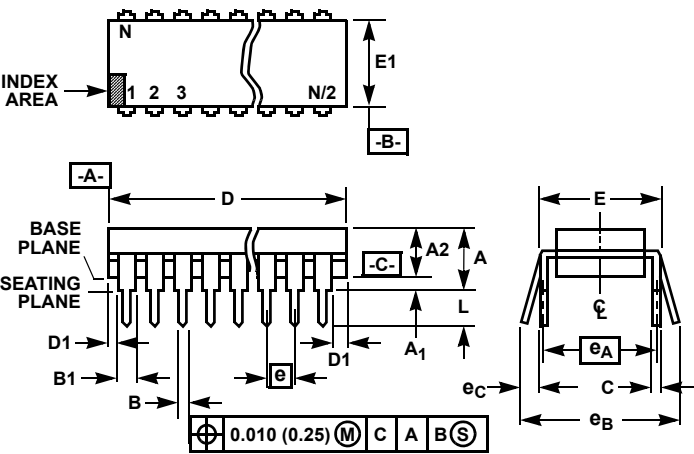 N
E1
INDEX
AREA
1 2 3 N/2
-B-
-A-
D
E
BASE
PLANE
A2
A
-C-
SEATING
PLANE
L
C
L
D1
A1
D1
eA
B1
e
eC
C
B
eB
0.010 (0.25) M C A B S